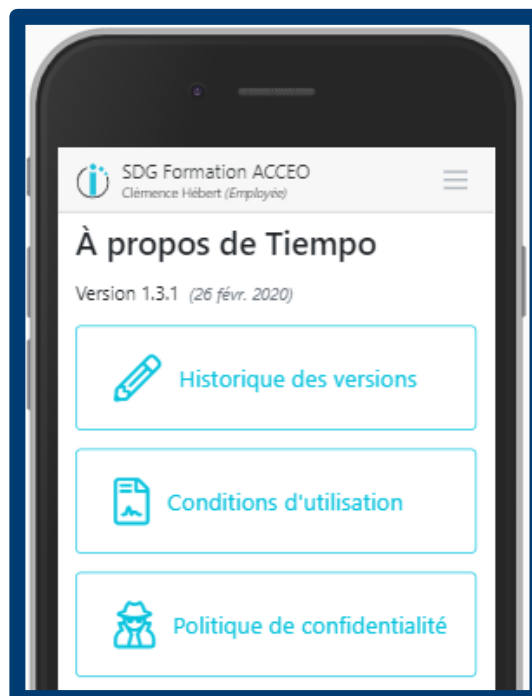 SDG Formation ACCEO
Clémence Hébert (Employée)
À propos de Tiempo
Version 1.3.1 (26 févr. 2020)
Historique des versions
Conditions d'utilisation
Politique de confidentialité